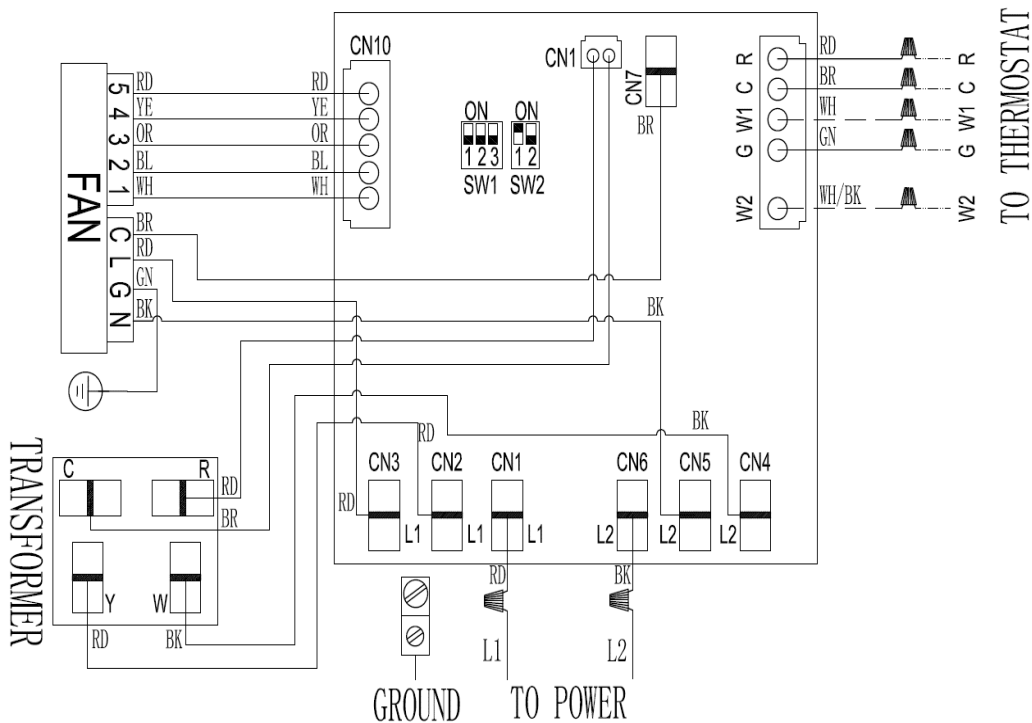 CN10
RD
YE
OR
BL
WH
RD
YE
OR
BL
WH
5
4
3
2
1
FAN
C
L
G
N
BR
RD
GN
BK
ON
1 2 3
SW1
ON
1 2
SW2
CN1
CN7
BR
R
C
W1
G
W2
RD
BR
WH
GN
WH/BK
R
C
W1
G
W2
TO THERMOSTAT
BK
BK
RD
CN3
CN2
CN1
CN6
CN5
CN4
RD
L1
L1
L1
L2
L2
L2
TRANSFORMER
C
R
RD
BR
Y
W
RD
BK
RD
BK
L1
L2
GROUND
TO POWER